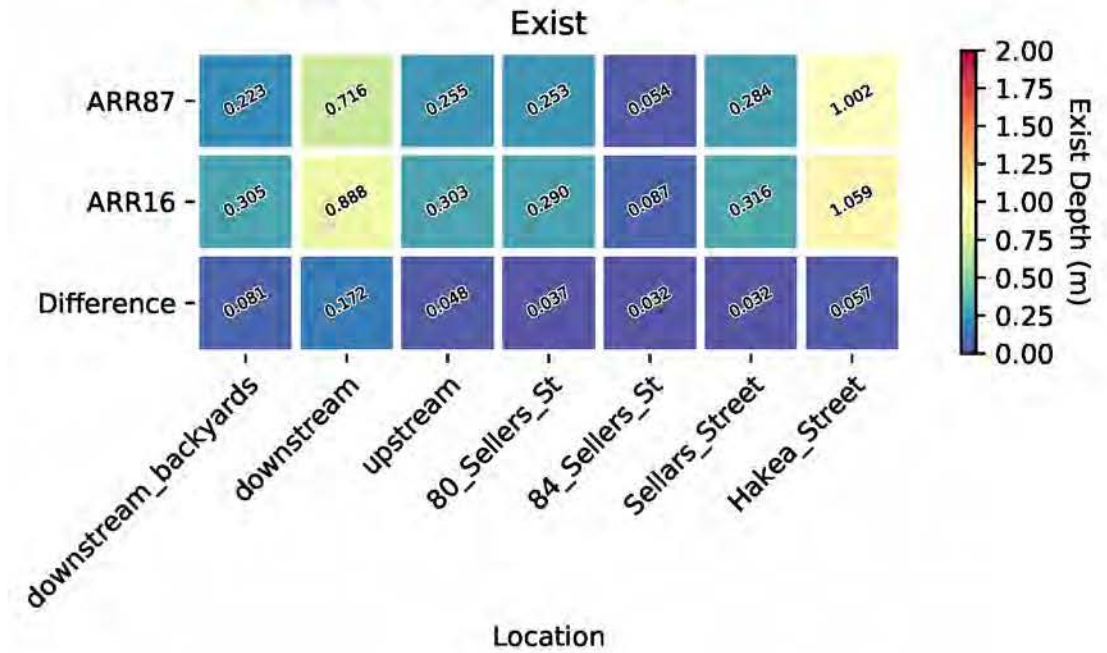 Exist
ARR87 0.223 0.716 0.255 0.253 0.054 0.284 1.002
ARR16 0.305 0.888 0.303 0.290 0.087 0.316 1.059
Difference 0.081 0.172 0.048 0.037 0.032 0.032 0.057
downstream_backyards
downstream
upstream
80_Sellers_St
84_Sellers_St
Sellars_Street
Hakea_Street
Location
2.00
1.75
1.50
1.25
1.00
0.75
0.50
0.25
0.00
Exist Depth (m)